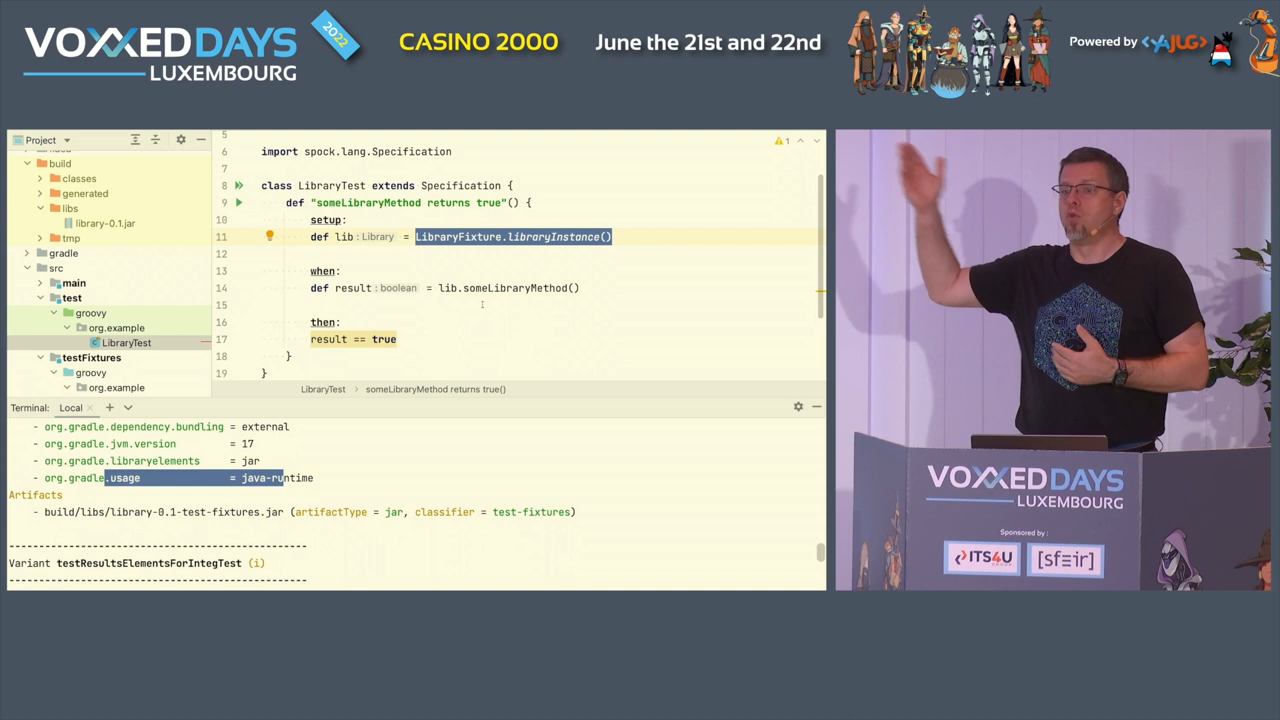 VOXXED DAYS
LUXEMBOURG
2022
CASINO 2000
June the 21st and 22nd
Powered by <YAJUG>
Project
build
classes
generated
libs
library-0.1.jar
tmp
gradle
src
main
test
groovy
org.example
LibraryTest
testFixtures
groovy
org.example
5
6 import spock.lang.Specification
7
8 class LibraryTest extends Specification {
9 def "someLibraryMethod returns true"() {
10 setup:
11 def lib : Library = LibraryFixture.libraryInstance()
12
13 when:
14 def result : boolean = lib.someLibraryMethod()
15
16 then:
17 result == true
18 }
19 }
1
LibraryTest someLibraryMethod returns true()
Terminal: Local
- org.gradle.dependency.bundling = external
- org.gradle.jvm.version = 17
- org.gradle.libraryelements = jar
- org.gradle.usage = java-runtime
Artifacts
- build/libs/library-0.1-test-fixtures.jar (artifactType = jar, classifier = test-fixtures)
--------------------------------------------------
Variant testResultsElementsForIntegTest (i)
--------------------------------------------------
VOXXED DAYS
LUXEMBOURG
Sponsored by :
ITS4U
[sfeir]